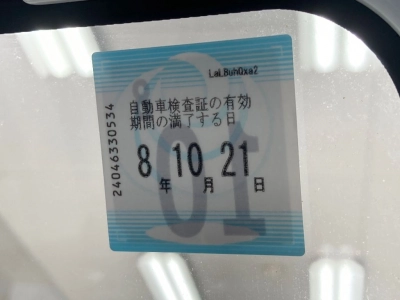 LaLBuhQxa2
自動車検査証の有効
期間の満了する日
8 10 21
年 月 日
24046330534